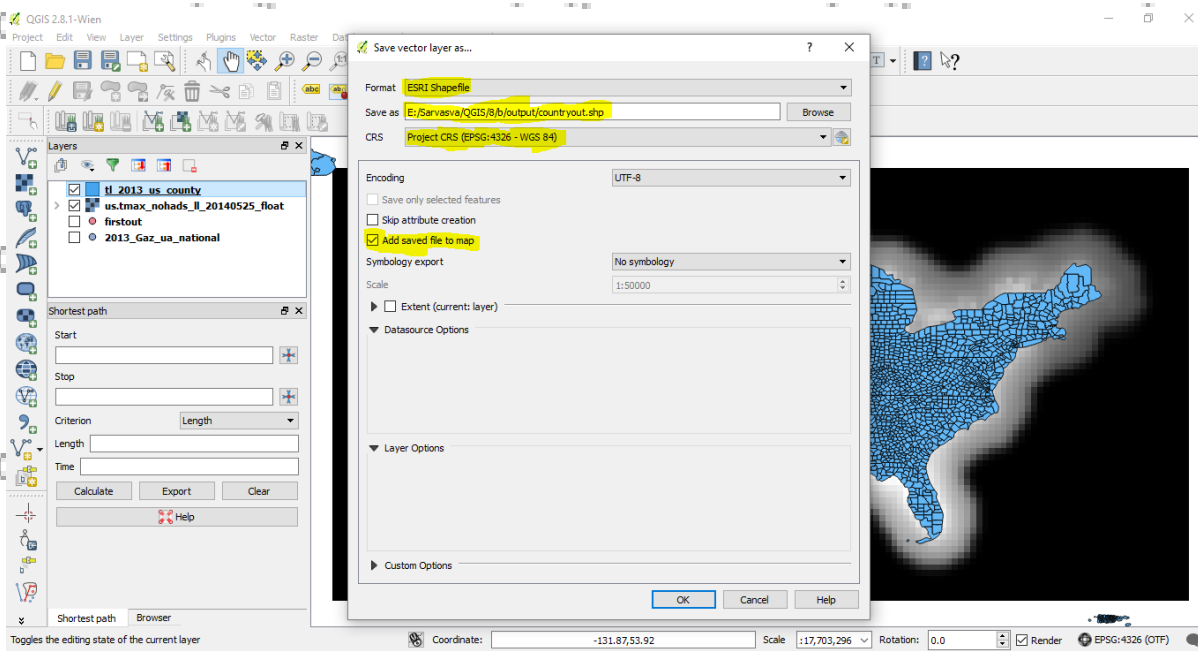 QGIS 2.8.1-Wien
Project Edit View Layer Settings Plugins Vector Raster Dat
abc
Layers
tl_2013_us_county
us.tmax_nohads_ll_20140525_float
firstout
2013_Gaz_ua_national
Shortest path
Start
Stop
Criterion Length
Length
Time
Calculate Export Clear
Help
Shortest path Browser
Save vector layer as...
Format ESRI Shapefile
Save as E:/Sarvasva/QGIS/8/b/output/countryout.shp Browse
CRS Project CRS (EPSG:4326 - WGS 84)
Encoding UTF-8
Save only selected features
Skip attribute creation
Add saved file to map
Symbology export No symbology
Scale 1:50000
Extent (current: layer)
Datasource Options
Layer Options
Custom Options
OK Cancel Help
Toggles the editing state of the current layer Coordinate: -131.87,53.92 Scale :17,703,296 Rotation: 0.0 Render EPSG:4326 (OTF)